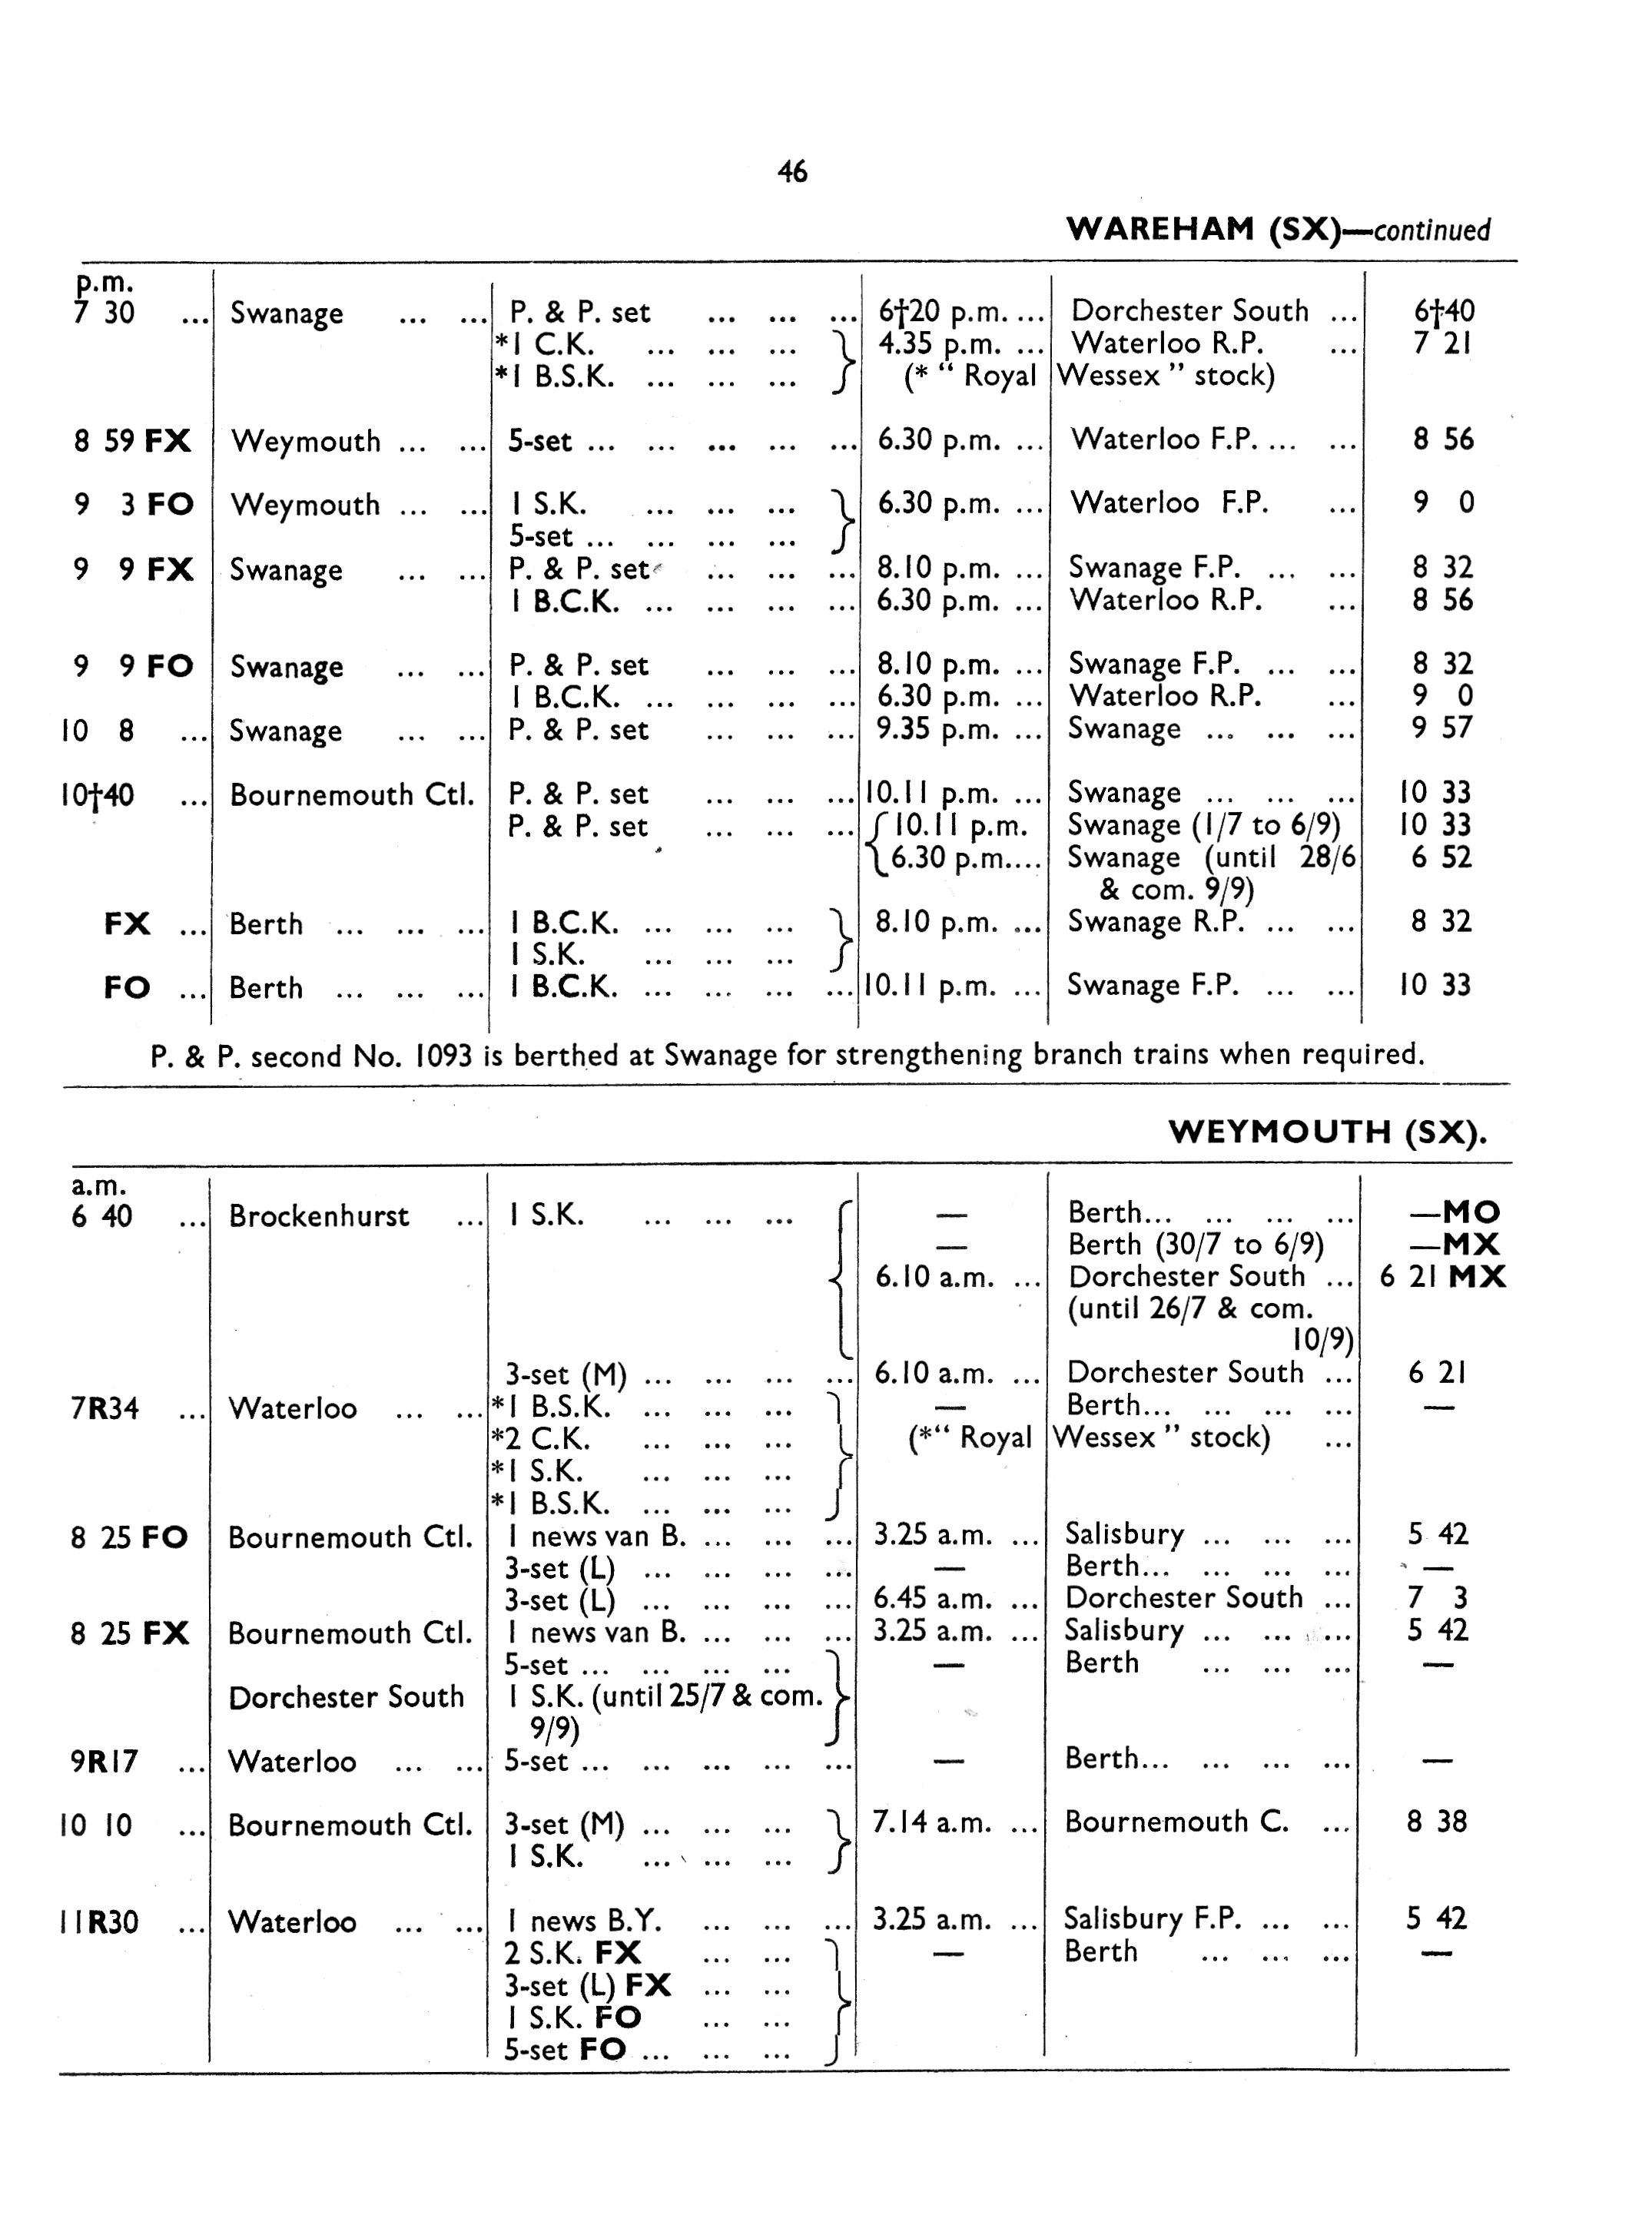 46
WAREHAM (SX)—continued
p.m.
7 30 ... Swanage ... ... P. & P. set ... ... ... 6†20 p.m. ... Dorchester South ... 6†40
*1 C.K. ... ... ... 4.35 p.m. ... Waterloo R.P. ... 7 21
*1 B.S.K. ... ... ... (* “ Royal Wessex ” stock)
8 59 FX Weymouth ... ... 5-set ... ... ... ... ... 6.30 p.m. ... Waterloo F.P. ... ... 8 56
9 3 FO Weymouth ... ... 1 S.K. ... ... ... 6.30 p.m. ... Waterloo F.P. ... 9 0
5-set ... ... ... ...
9 9 FX Swanage ... ... P. & P. set ... ... ... 8.10 p.m. ... Swanage F.P. ... ... 8 32
1 B.C.K. ... ... ... ... 6.30 p.m. ... Waterloo R.P. ... 8 56
9 9 FO Swanage ... ... P. & P. set ... ... ... 8.10 p.m. ... Swanage F.P. ... ... 8 32
1 B.C.K. ... ... ... ... 6.30 p.m. ... Waterloo R.P. ... 9 0
10 8 ... Swanage ... ... P. & P. set ... ... ... 9.35 p.m. ... Swanage ... ... ... 9 57
10†40 ... Bournemouth Ctl. P. & P. set ... ... ... 10.11 p.m. ... Swanage ... ... ... 10 33
P. & P. set ... ... ... { 10.11 p.m. Swanage (1/7 to 6/9) 10 33
6.30 p.m.... Swanage (until 28/6 6 52
& com. 9/9)
FX ... Berth ... ... ... 1 B.C.K. ... ... ... 8.10 p.m. ... Swanage R.P. ... ... 8 32
1 S.K. ... ... ...
FO ... Berth ... ... ... 1 B.C.K. ... ... ... ... 10.11 p.m. ... Swanage F.P. ... ... 10 33
P. & P. second No. 1093 is berthed at Swanage for strengthening branch trains when required.
WEYMOUTH (SX).
a.m.
6 40 ... Brockenhurst ... 1 S.K. ... ... ... — Berth... ... ... ... —MO
— Berth (30/7 to 6/9) —MX
6.10 a.m. ... Dorchester South ... 6 21 MX
(until 26/7 & com.
10/9)
3-set (M) ... ... ... ... 6.10 a.m. ... Dorchester South ... 6 21
7R34 ... Waterloo ... ... *1 B.S.K. ... ... ... — Berth... ... ... ... —
*2 C.K. ... ... ... (*“ Royal Wessex ” stock) ...
*1 S.K. ... ... ...
*1 B.S.K. ... ... ...
8 25 FO Bournemouth Ctl. 1 news van B. ... ... ... 3.25 a.m. ... Salisbury ... ... ... 5 42
3-set (L) ... ... ... ... — Berth... ... ... ... —
3-set (L) ... ... ... ... 6.45 a.m. ... Dorchester South ... 7 3
8 25 FX Bournemouth Ctl. 1 news van B. ... ... ... 3.25 a.m. ... Salisbury ... ... ... 5 42
5-set ... ... ... ... — Berth ... ... ... —
Dorchester South 1 S.K. (until 25/7 & com.
9/9)
9R17 ... Waterloo ... ... 5-set ... ... ... ... ... — Berth... ... ... ... —
10 10 ... Bournemouth Ctl. 3-set (M) ... ... ... 7.14 a.m. ... Bournemouth C. ... 8 38
1 S.K. ... ... ...
11R30 ... Waterloo ... ... 1 news B.Y. ... ... ... 3.25 a.m. ... Salisbury F.P. ... ... 5 42
2 S.K. FX ... ... — Berth ... ... ... —
3-set (L) FX ... ...
1 S.K. FO ... ...
5-set FO ... ... ...